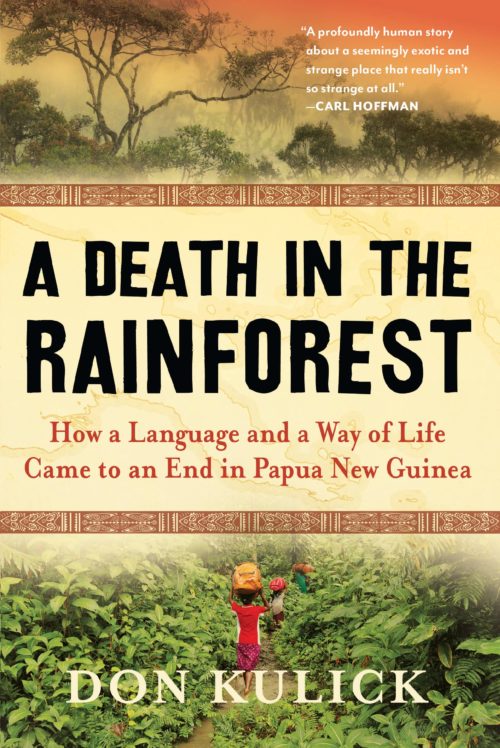 “A profoundly human story
about a seemingly exotic and
strange place that really isn’t
so strange at all.”
—CARL HOFFMAN
A DEATH IN THE
RAINFOREST
How a Language and a Way of Life
Came to an End in Papua New Guinea
DON KULICK